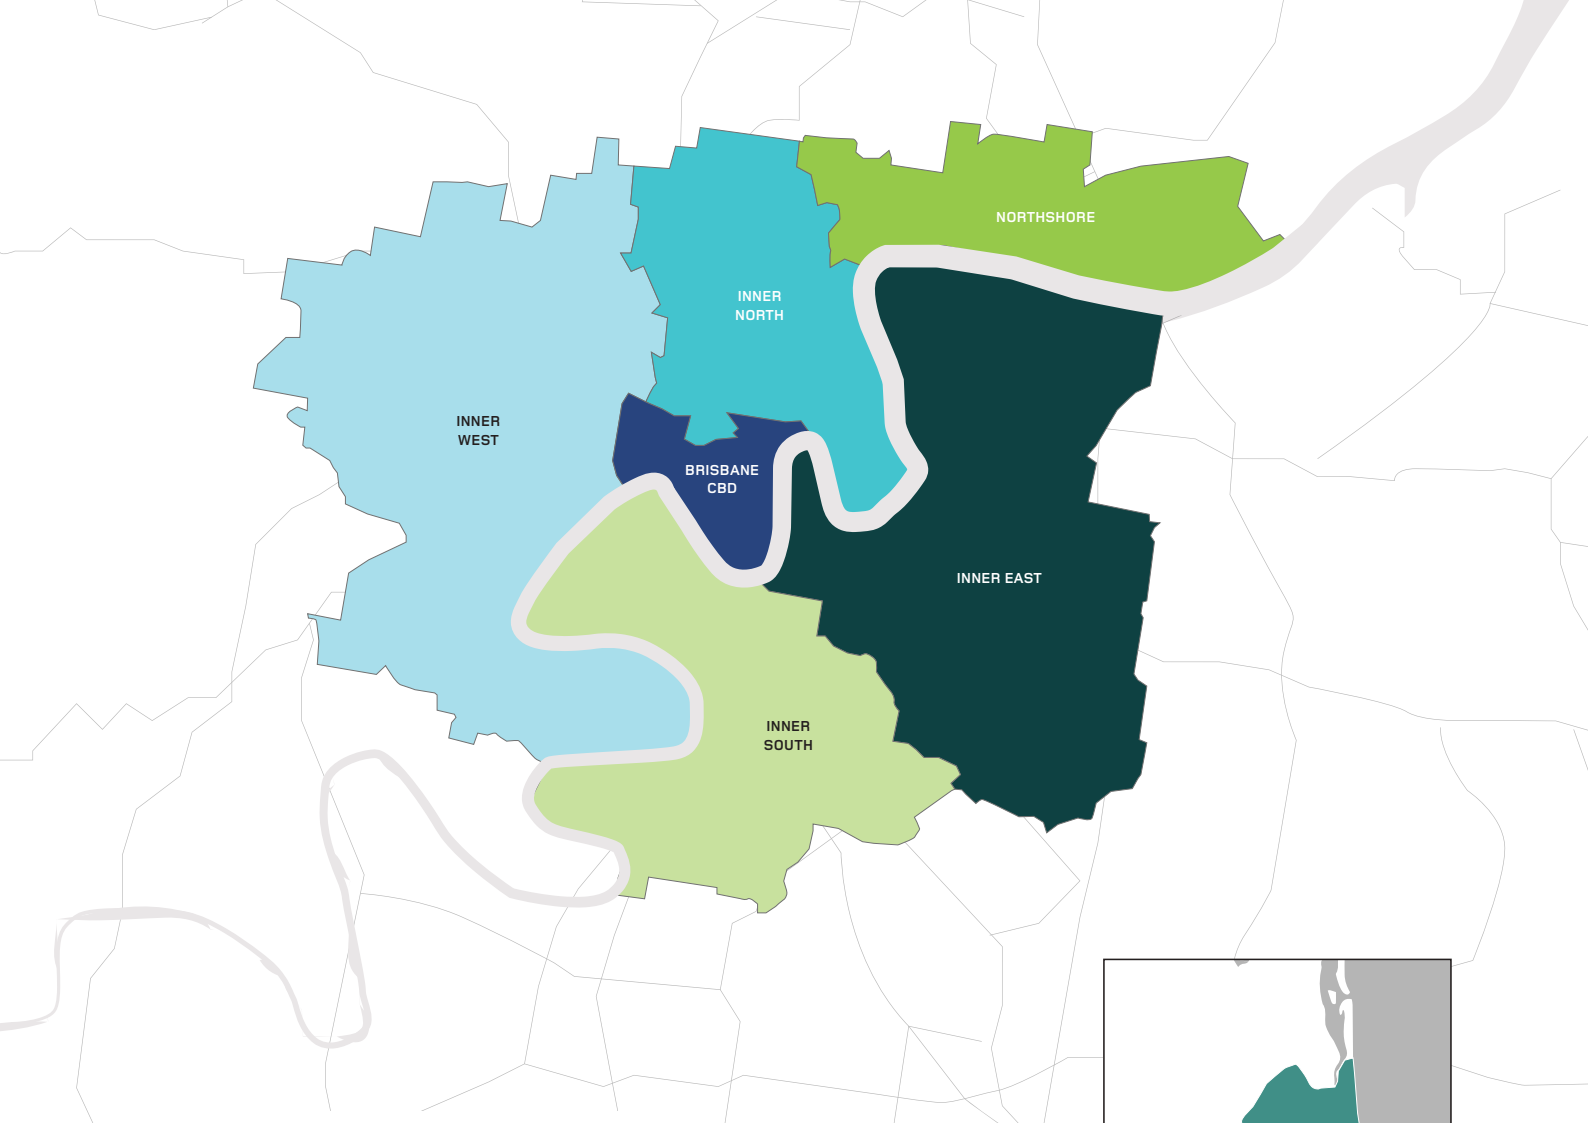 NORTHSHORE
INNER
NORTH
INNER
WEST
BRISBANE
CBD
INNER EAST
INNER
SOUTH